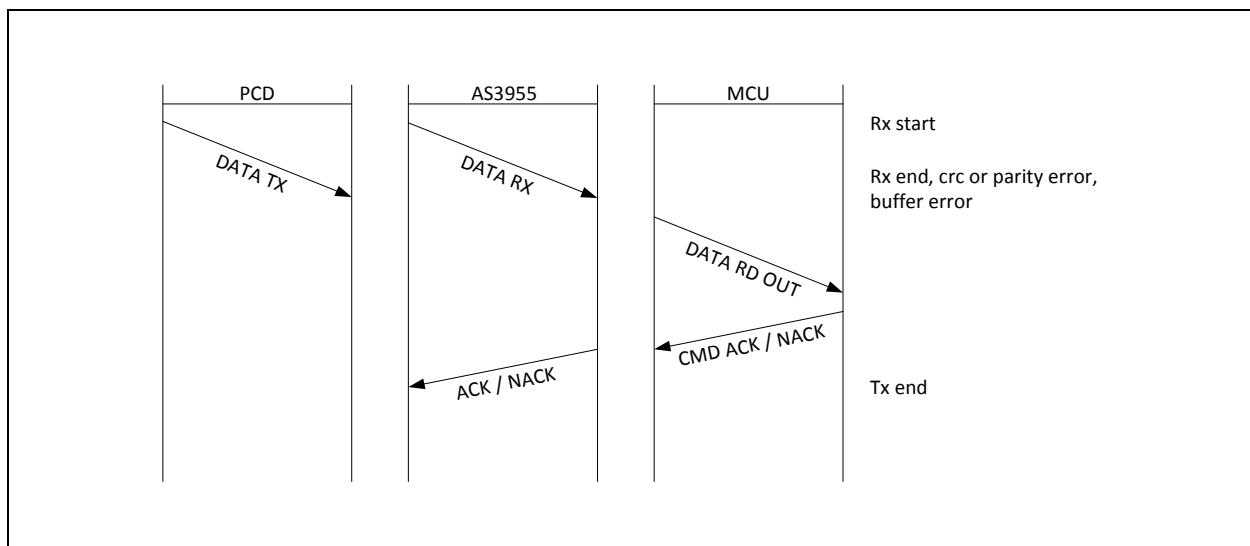 PCD
AS3955
MCU
Rx start
DATA TX
DATA RX
Rx end, crc or parity error,
buffer error
DATA RD OUT
CMD ACK / NACK
ACK / NACK
Tx end